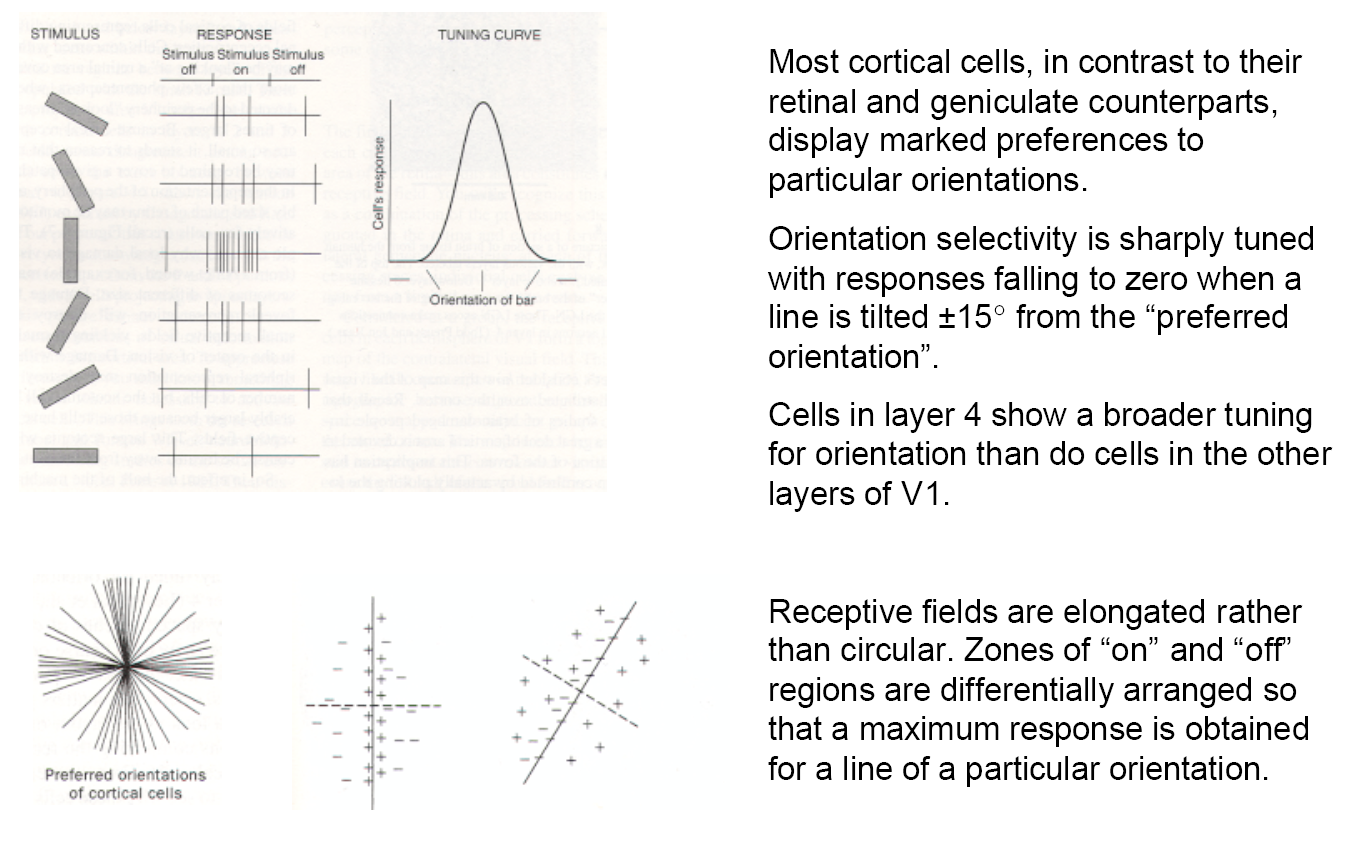 STIMULUS
RESPONSE
Stimulus Stimulus Stimulus
off on off
TUNING CURVE
Cell's response
Orientation of bar
Most cortical cells, in contrast to their
retinal and geniculate counterparts,
display marked preferences to
particular orientations.
Orientation selectivity is sharply tuned
with responses falling to zero when a
line is tilted ±15° from the “preferred
orientation”.
Cells in layer 4 show a broader tuning
for orientation than do cells in the other
layers of V1.
Preferred orientations
of cortical cells
Receptive fields are elongated rather
than circular. Zones of “on” and “off”
regions are differentially arranged so
that a maximum response is obtained
for a line of a particular orientation.